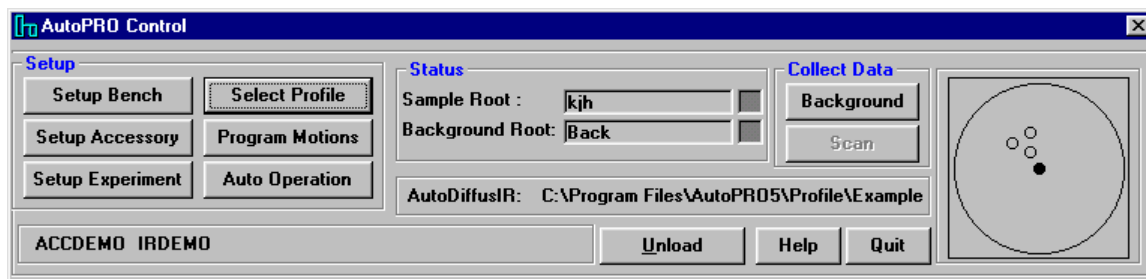 AutoPRO Control
Setup
Setup Bench
Select Profile
Setup Accessory
Program Motions
Setup Experiment
Auto Operation
Status
Sample Root :
kjh
Background Root:
Back
Collect Data
Background
Scan
AutoDiffusIR: C:\Program Files\AutoPRO5\Profile\Example
ACCDEMO IRDEMO
Unload
Help
Quit